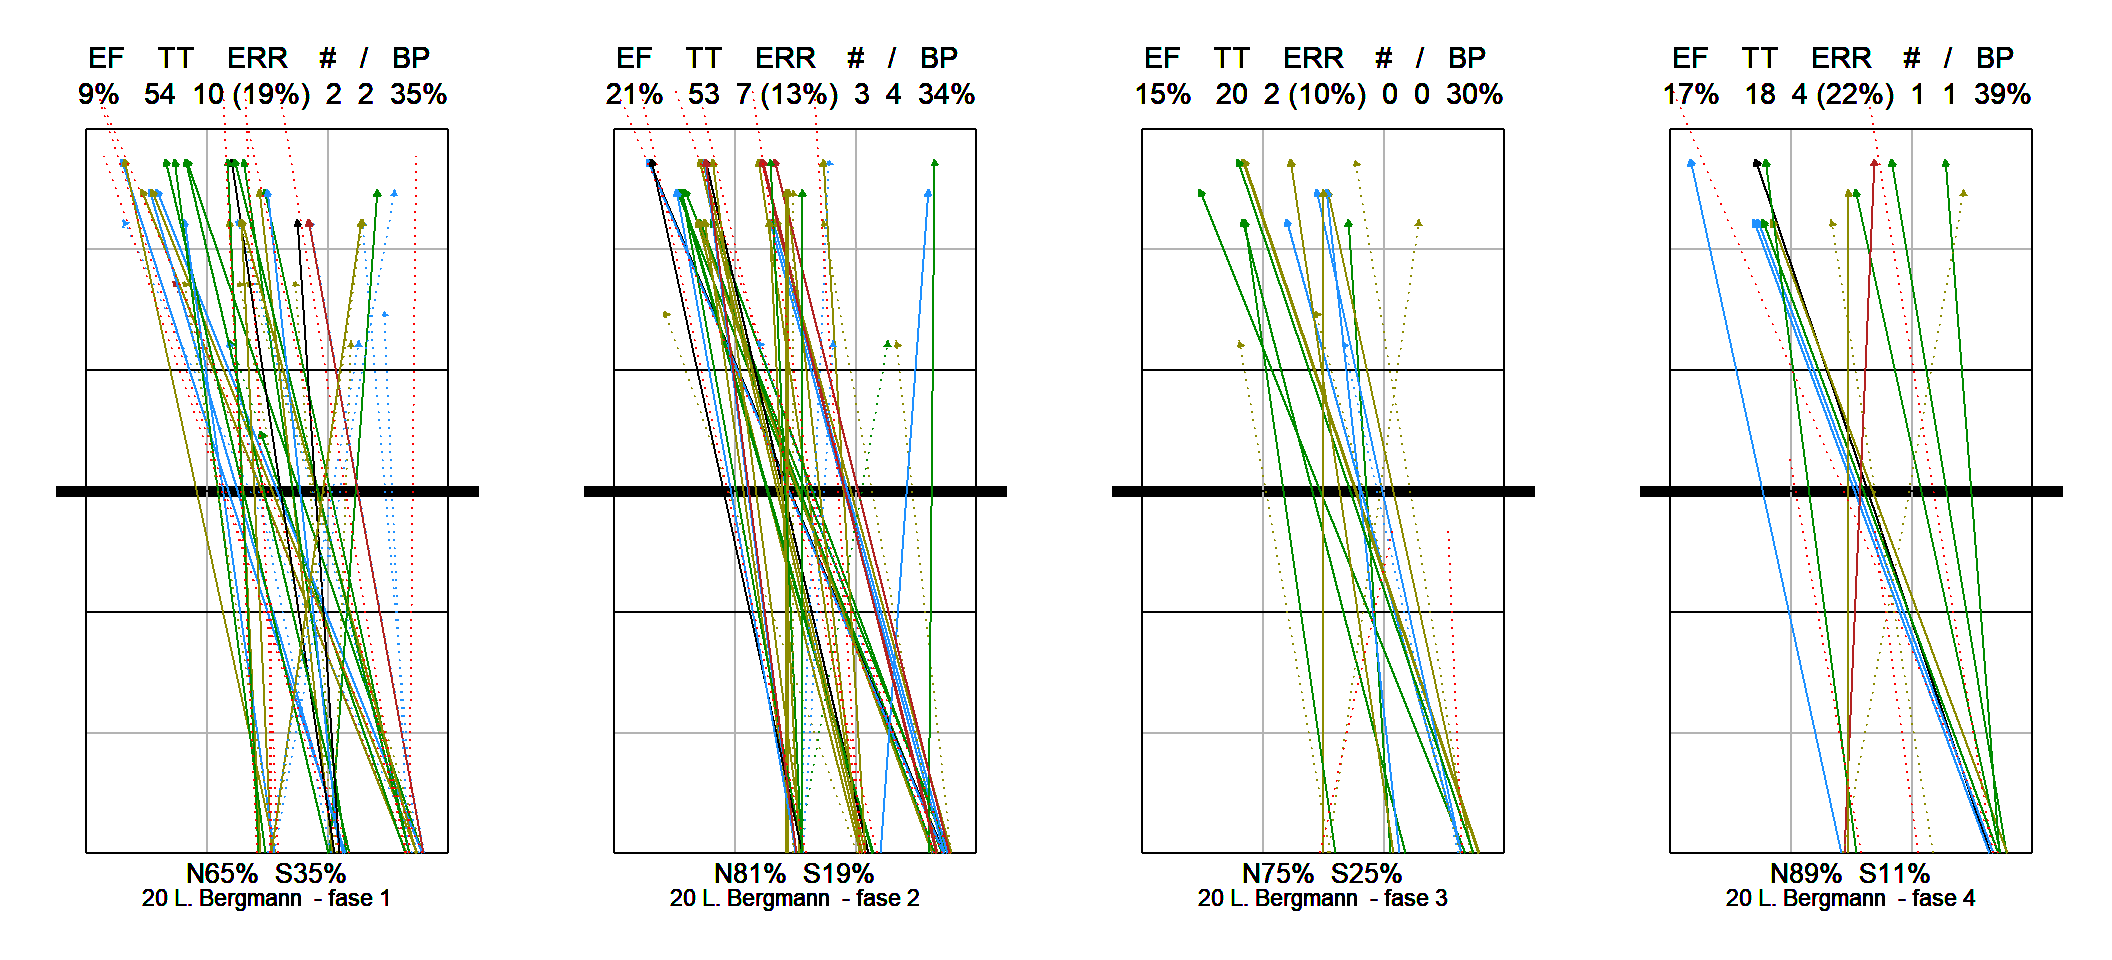 EF TT ERR # / BP
9% 54 10 (19%) 2 2 35%
N65% S35%
20 L. Bergmann - fase 1
EF TT ERR # / BP
21% 53 7 (13%) 3 4 34%
N81% S19%
20 L. Bergmann - fase 2
EF TT ERR # / BP
15% 20 2 (10%) 0 0 30%
N75% S25%
20 L. Bergmann - fase 3
EF TT ERR # / BP
17% 18 4 (22%) 1 1 39%
N89% S11%
20 L. Bergmann - fase 4